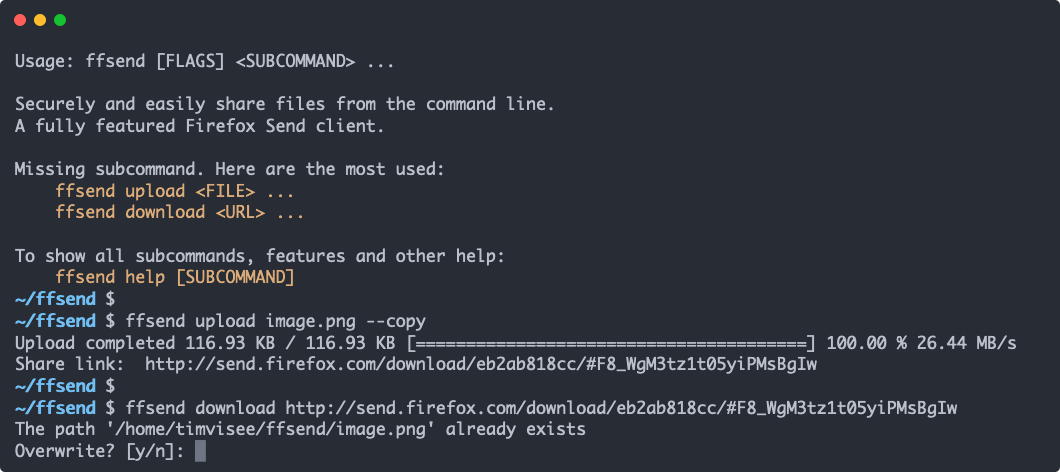 Usage: ffsend [FLAGS] <SUBCOMMAND> ...
Securely and easily share files from the command line.
A fully featured Firefox Send client.
Missing subcommand. Here are the most used:
ffsend upload <FILE> ...
ffsend download <URL> ...
To show all subcommands, features and other help:
ffsend help [SUBCOMMAND]
~/ffsend $
~/ffsend $ ffsend upload image.png --copy
Upload completed 116.93 KB / 116.93 KB [=======================================] 100.00 % 26.44 MB/s
Share link:  http://send.firefox.com/download/eb2ab818cc/#F8_WgM3tz1t05yiPMsBgIw
~/ffsend $
~/ffsend $ ffsend download http://send.firefox.com/download/eb2ab818cc/#F8_WgM3tz1t05yiPMsBgIw
The path '/home/timvisee/ffsend/image.png' already exists
Overwrite? [y/n]: